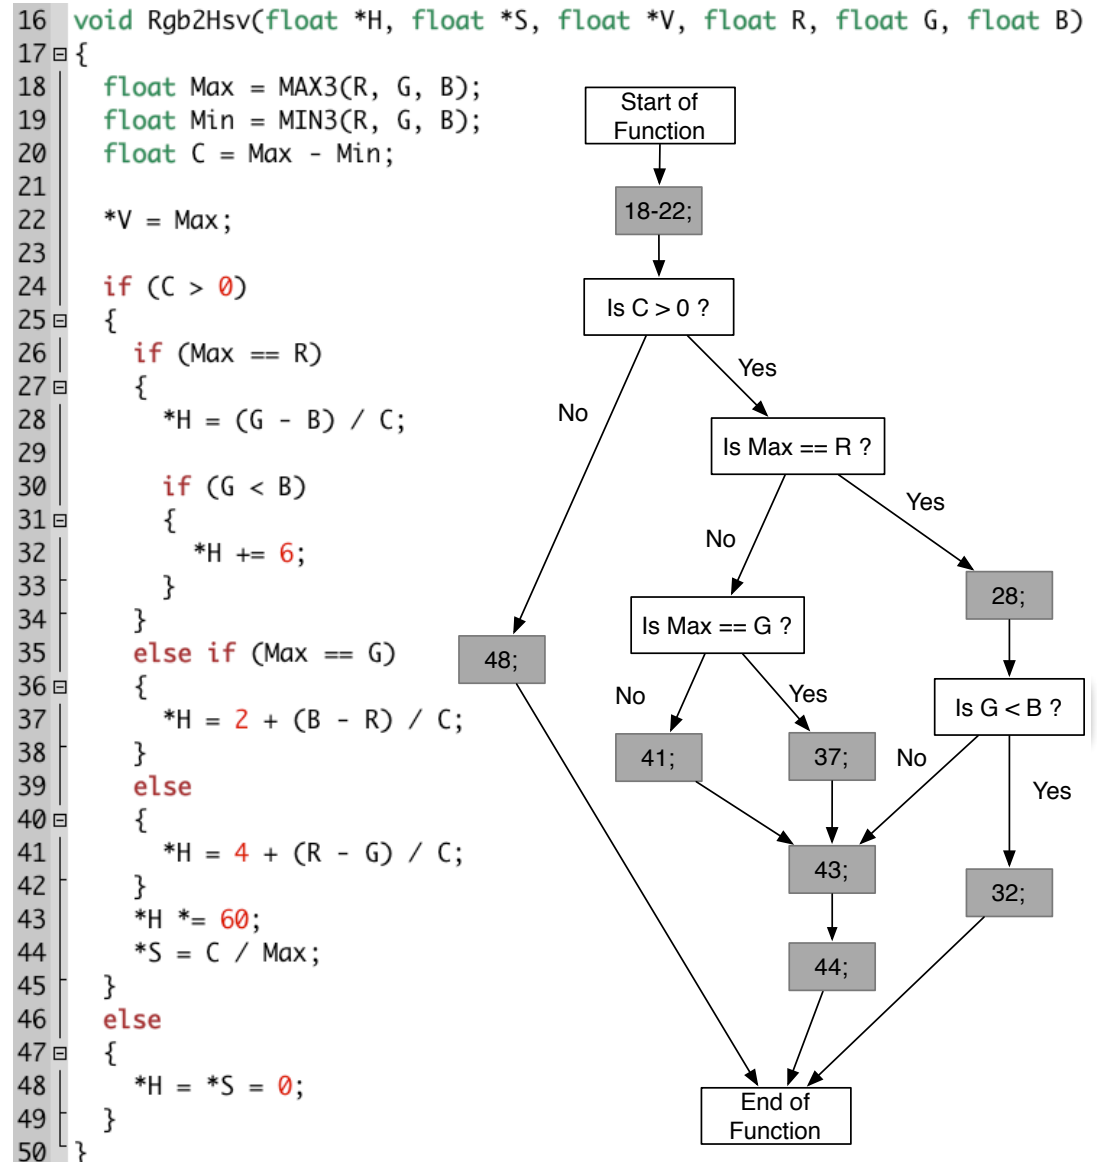 16 void Rgb2Hsv(float *H, float *S, float *V, float R, float G, float B)
17 {
18 float Max = MAX3(R, G, B);
19 float Min = MIN3(R, G, B);
20 float C = Max - Min;
21
22 *V = Max;
23
24 if (C > 0)
25 {
26 if (Max == R)
27 {
28 *H = (G - B) / C;
29
30 if (G < B)
31 {
32 *H += 6;
33 }
34 }
35 else if (Max == G)
36 {
37 *H = 2 + (B - R) / C;
38 }
39 else
40 {
41 *H = 4 + (R - G) / C;
42 }
43 *H *= 60;
44 *S = C / Max;
45 }
46 else
47 {
48 *H = *S = 0;
49 }
50 }
Start of
Function
18-22;
Is C > 0 ?
Yes
No
Is Max == R ?
Yes
No
28;
Is Max == G ?
48;
Is G < B ?
No
Yes
41;
37;
No
Yes
43;
32;
44;
End of
Function